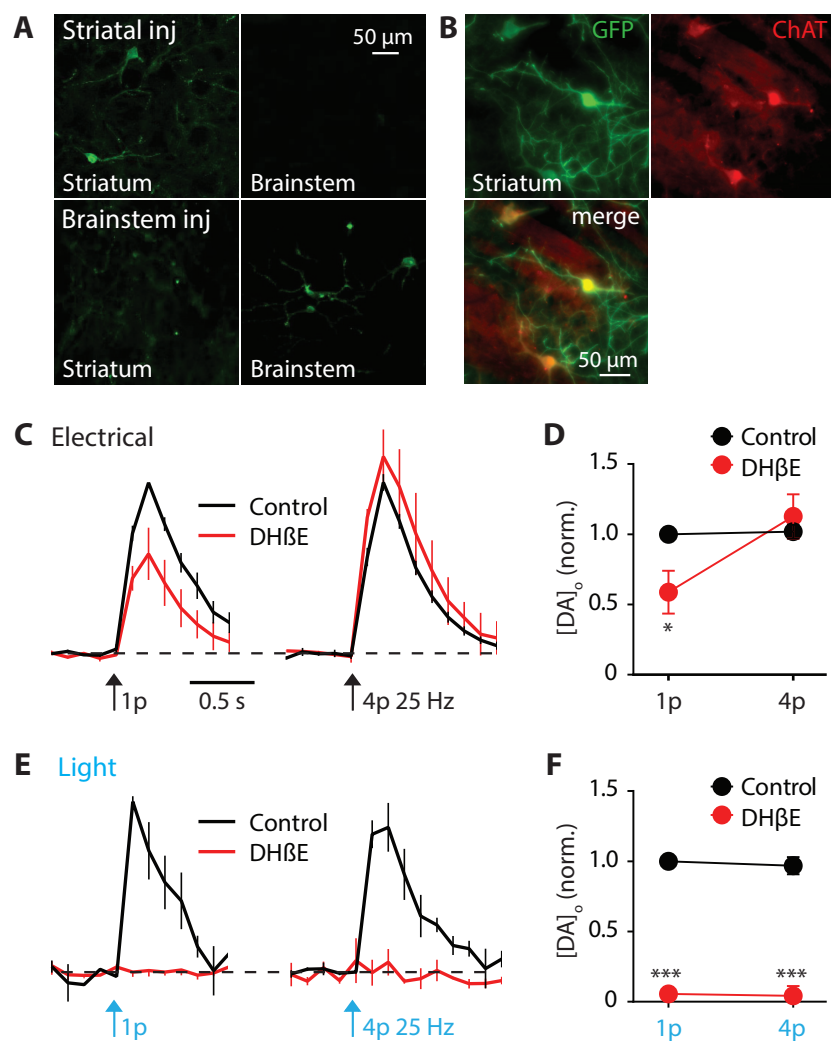 A
Striatal inj
50 µm
Striatum
Brainstem
Brainstem inj
Striatum
Brainstem
B
GFP
ChAT
Striatum
merge
50 µm
C Electrical
Control
DHßE
1p
0.5 s
4p 25 Hz
D
Control
DHβE
1.5
1.0
0.5
0
[DA]o (norm.)
*
1p
4p
E Light
Control
DHßE
1p
4p 25 Hz
F
Control
DHβE
1.5
1.0
0.5
0
[DA]o (norm.)
***
***
1p
4p